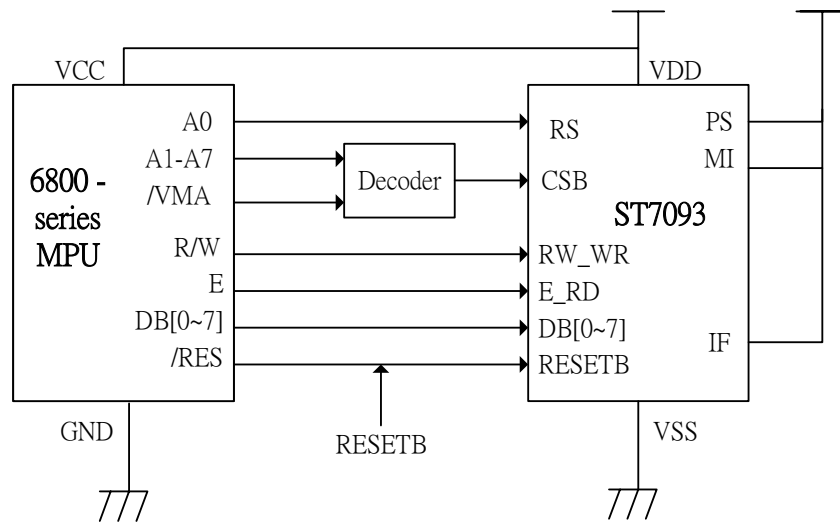 VCC
VDD
A0
A1-A7
/VMA
R/W
E
DB[0~7]
/RES
6800 -
series
MPU
GND
Decoder
RESETB
RS
CSB
RW_WR
E_RD
DB[0~7]
RESETB
ST7093
PS
MI
IF
VSS